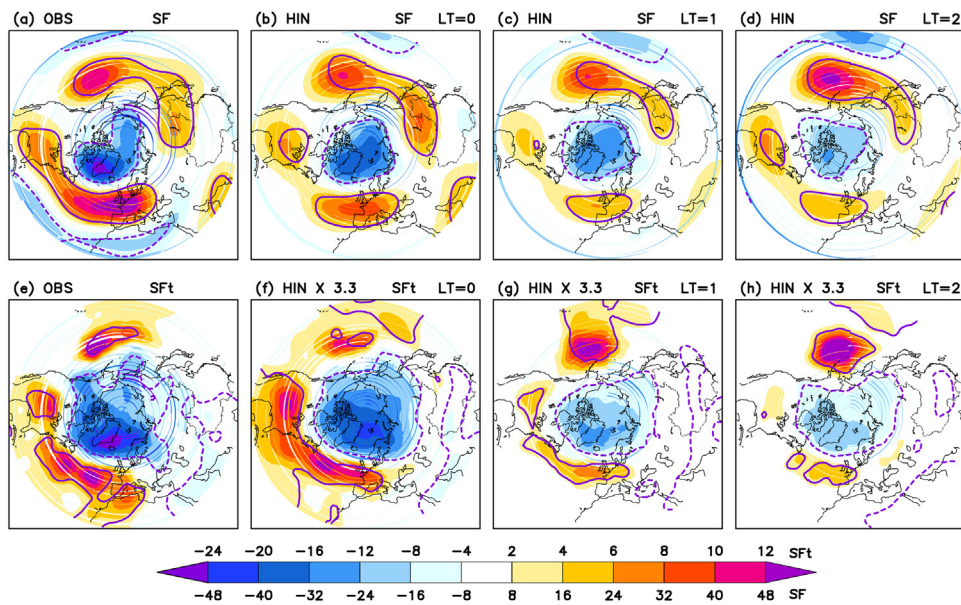 (a) OBS SF
(b) HIN SF LT=0
(c) HIN SF LT=1
(d) HIN SF LT=2
(e) OBS SFt
(f) HIN X 3.3 SFt LT=0
(g) HIN X 3.3 SFt LT=1
(h) HIN X 3.3 SFt LT=2
−24 −20 −16 −12 −8 −4 2 4 6 8 10 12 SFt
−48 −40 −32 −24 −16 −8 8 16 24 32 40 48 SF